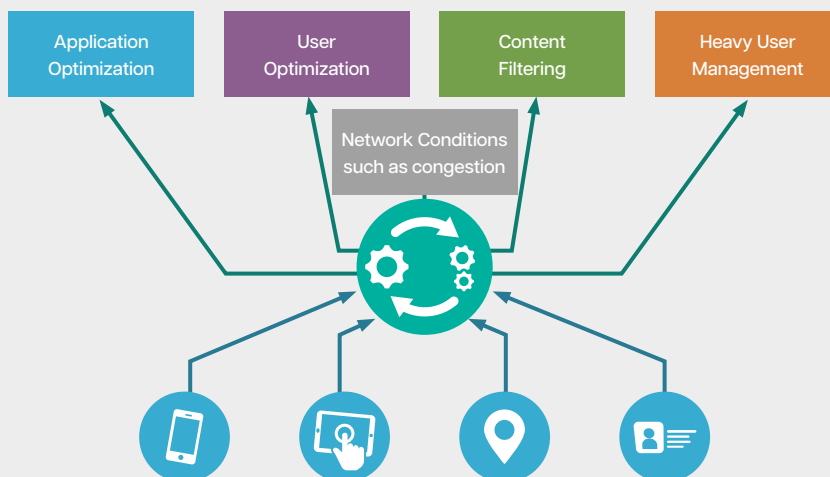 Application
Optimization
User
Optimization
Content
Filtering
Heavy User
Management
Network Conditions
such as congestion